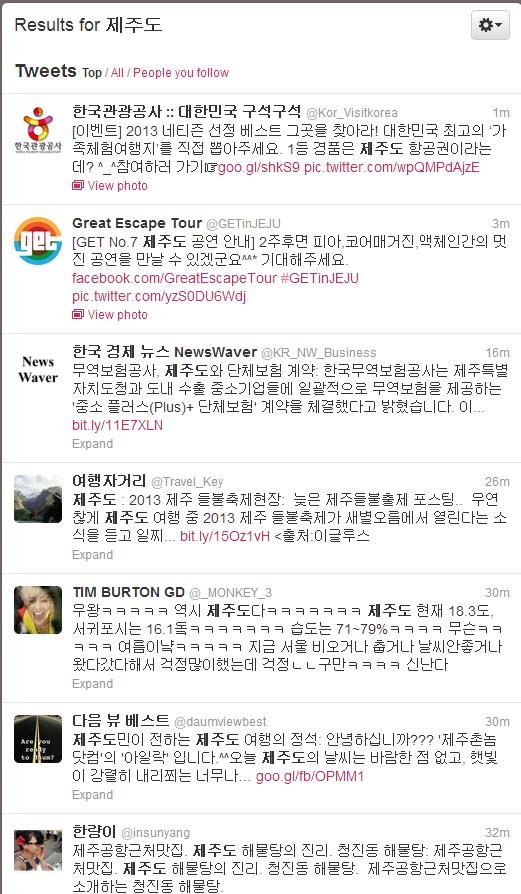 Results for 제주도
Tweets Top / All / People you follow
한국관광공사 :: 대한민국 구석구석 @Kor_Visitkorea 1m
[이벤트] 2013 네티즌 선정 베스트 그곳을 찾아라! 대한민국 최고의 '가
족체험여행지'를 직접 뽑아주세요. 1등 경품은 제주도 항공권이라는
데? ^_^참여하러 가기☞goo.gl/shkS9 pic.twitter.com/wpQMPdAjzE
View photo
한국관광공사
get
Great Escape Tour @GETinJEJU 3m
[GET No.7 제주도 공연 안내] 2주후면 피아,코어매거진,액체인간의 멋
진 공연을 만날 수 있겠군요^^* 기대해주세요.
facebook.com/GreatEscapeTour #GETinJEJU
pic.twitter.com/yzS0DU6Wdj
View photo
News
Waver
한국 경제 뉴스 NewsWaver @KR_NW_Business 16m
무역보험공사, 제주도와 단체보험 계약: 한국무역보험공사는 제주특별
자치도청과 도내 수출 중소기업들에 일괄적으로 무역보험을 제공하는
'중소 플러스(Plus)+ 단체보험' 계약을 체결했다고 밝혔습니다. 이...
bit.ly/11E7XLN
Expand
여행자거리 @Travel_Key 26m
제주도 : 2013 제주 들불축제현장: 늦은 제주들불출제 포스팅.. 우연
찮게 제주도 여행 중 2013 제주 들불축제가 새별오름에서 열린다는 소
식을 듣고 일찌... bit.ly/15Oz1vH <출처:이글루스
Expand
TIM BURTON GD @_MONKEY_3 30m
우왕ㅋㅋㅋㅋㅋ 역시 제주도다ㅋㅋㅋㅋㅋㅋㅋ 제주도 현재 18.3도,
서귀포시는 16.1독ㅋㅋㅋㅋㅋㅋㅋ 습도는 71~79%ㅋㅋㅋㅋ 무슨ㅋㅋ
ㅋㅋㅋ 여름이냨ㅋㅋㅋㅋㅋ 지금 서울 비오거나 춥거나 날씨안좋거나
왔다갔다해서 걱정많이했는데 걱정ㄴㄴ구만ㅋㅋㅋㅋ 신난다
Expand
Are you
ready
to Daum?
다음 뷰 베스트 @daumviewbest 30m
제주도민이 전하는 제주도 여행의 정석: 안녕하십니까??? '제주촌놈
닷컴'의 '아일락' 입니다.^^오늘 제주도의 날씨는 바람한 점 없고, 햇빛
이 강렬히 내리쬐는 너무나... goo.gl/fb/OPMM1
Expand
한량이 @insunyang 32m
제주공항근처맛집. 제주도 해물탕의 진리. 청진동 해물탕: 제주공항근
처맛집. 제주도 해물탕의 진리. 청진동 해물탕. 제주공항근처맛집으로
소개하는 청진동 해물탕.